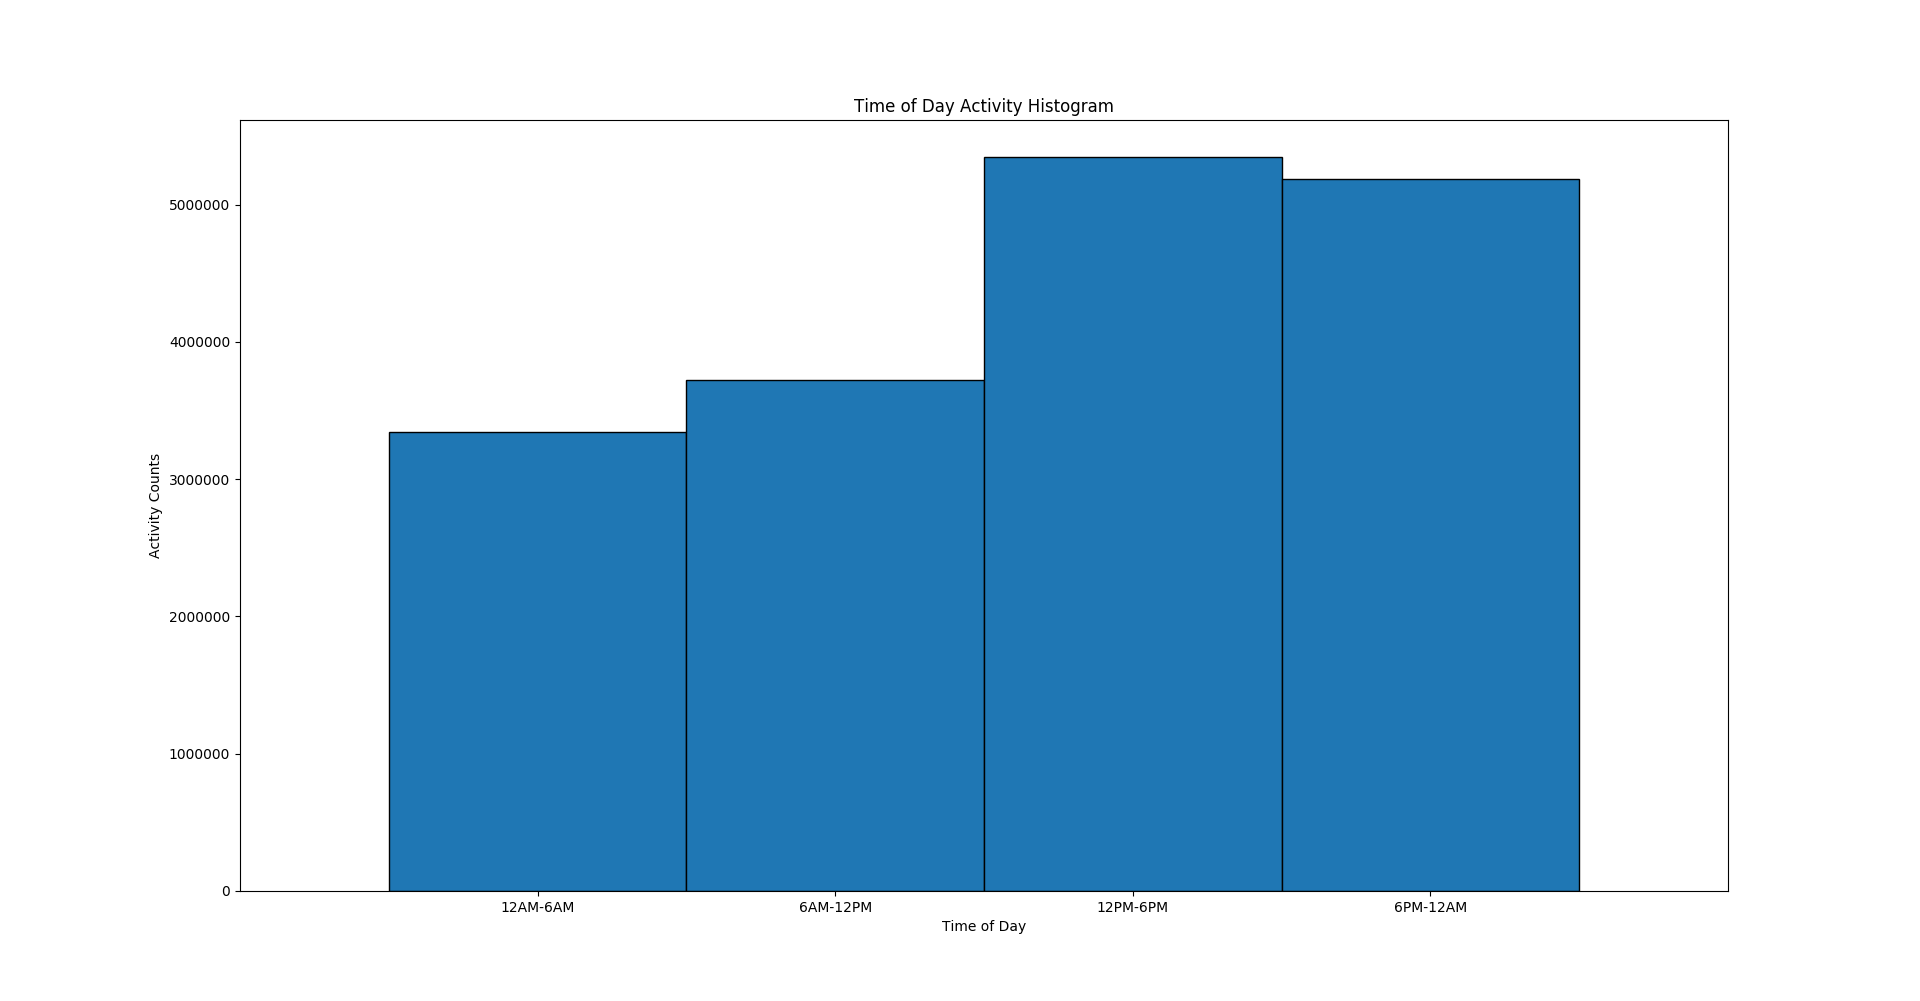 Time of Day Activity Histogram
5000000
4000000
3000000
2000000
1000000
0
Activity Counts
12AM-6AM 6AM-12PM 12PM-6PM 6PM-12AM
Time of Day